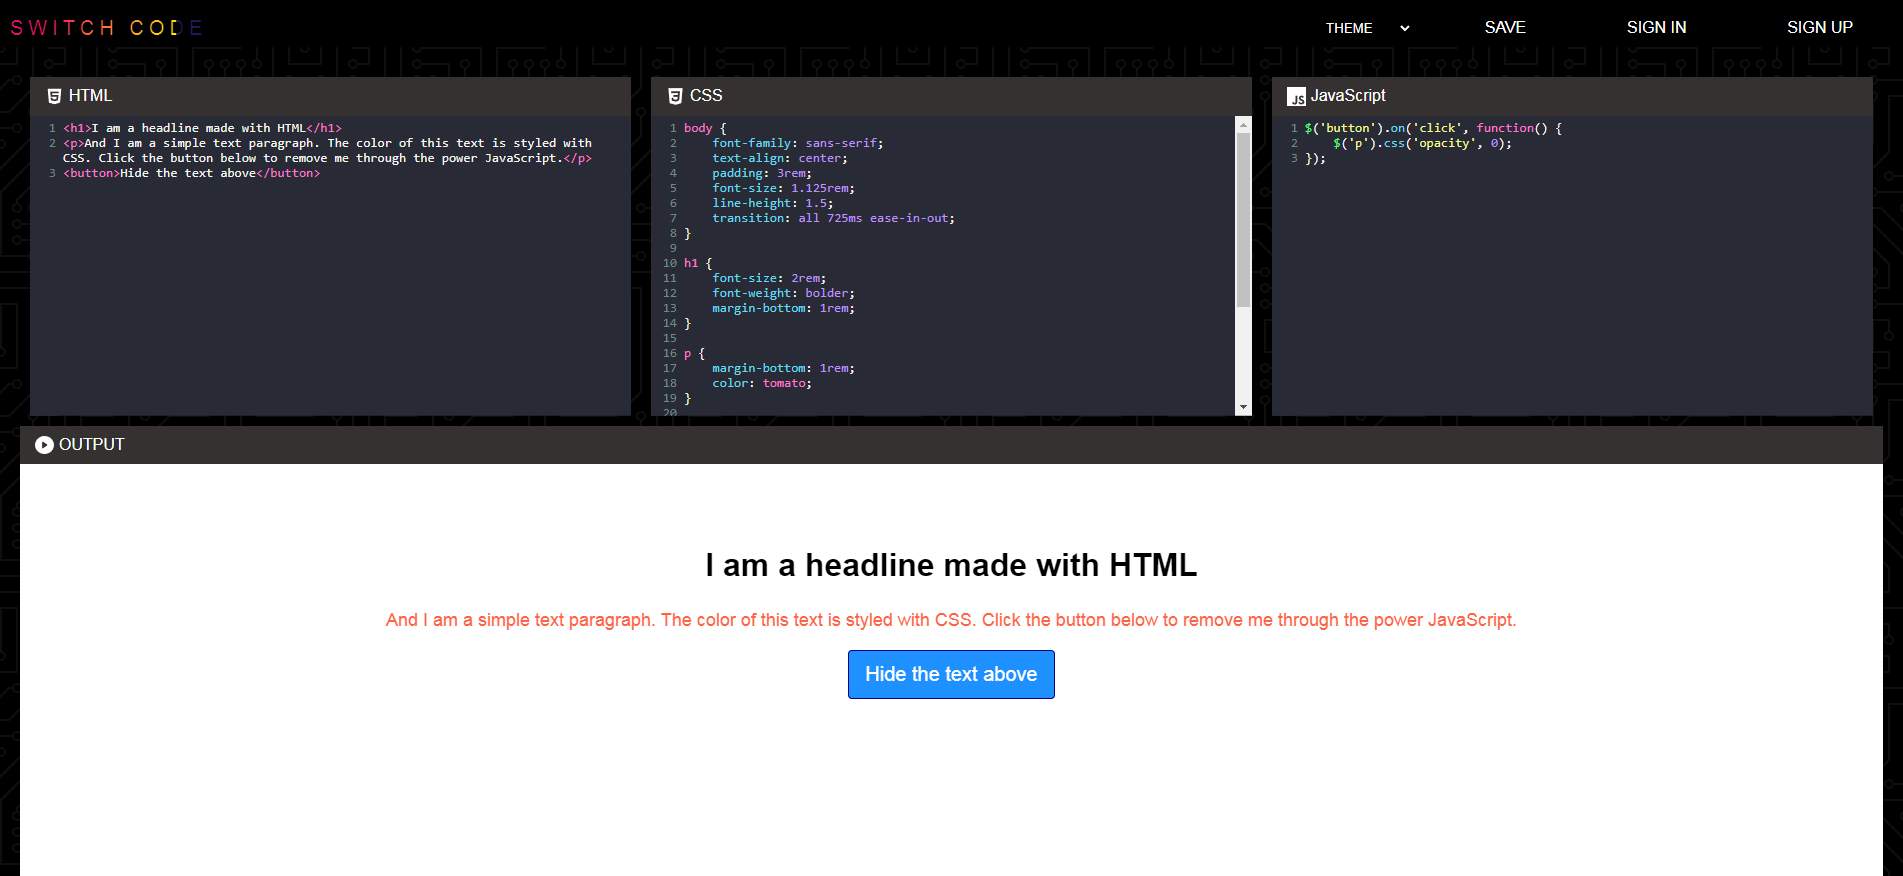 SWITCH CODE
THEME
SAVE
SIGN IN
SIGN UP
HTML
1 <h1>I am a headline made with HTML</h1>
2 <p>And I am a simple text paragraph. The color of this text is styled with
CSS. Click the button below to remove me through the power JavaScript.</p>
3 <button>Hide the text above</button>
CSS
1 body {
2     font-family: sans-serif;
3     text-align: center;
4     padding: 3rem;
5     font-size: 1.125rem;
6     line-height: 1.5;
7     transition: all 725ms ease-in-out;
8 }
9
10 h1 {
11     font-size: 2rem;
12     font-weight: bolder;
13     margin-bottom: 1rem;
14 }
15
16 p {
17     margin-bottom: 1rem;
18     color: tomato;
19 }
20
JS JavaScript
1 $('button').on('click', function() {
2     $('p').css('opacity', 0);
3 });
OUTPUT
I am a headline made with HTML
And I am a simple text paragraph. The color of this text is styled with CSS. Click the button below to remove me through the power JavaScript.
Hide the text above